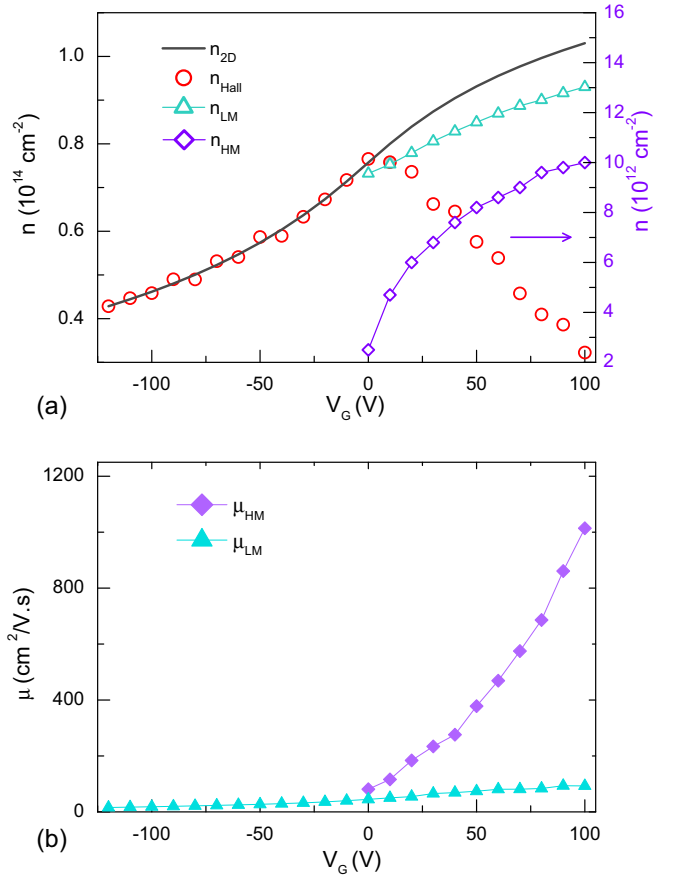 1.0
0.8
0.6
0.4
n (10^14 cm^-2)
n_2D
n_Hall
n_LM
n_HM
16
14
12
10
8
6
4
2
n (10^12 cm^-2)
-100 -50 0 50 100
(a)
V_G (V)
1200
800
400
0
μ (cm^2/V.s)
μ_HM
μ_LM
-100 -50 0 50 100
(b)
V_G (V)